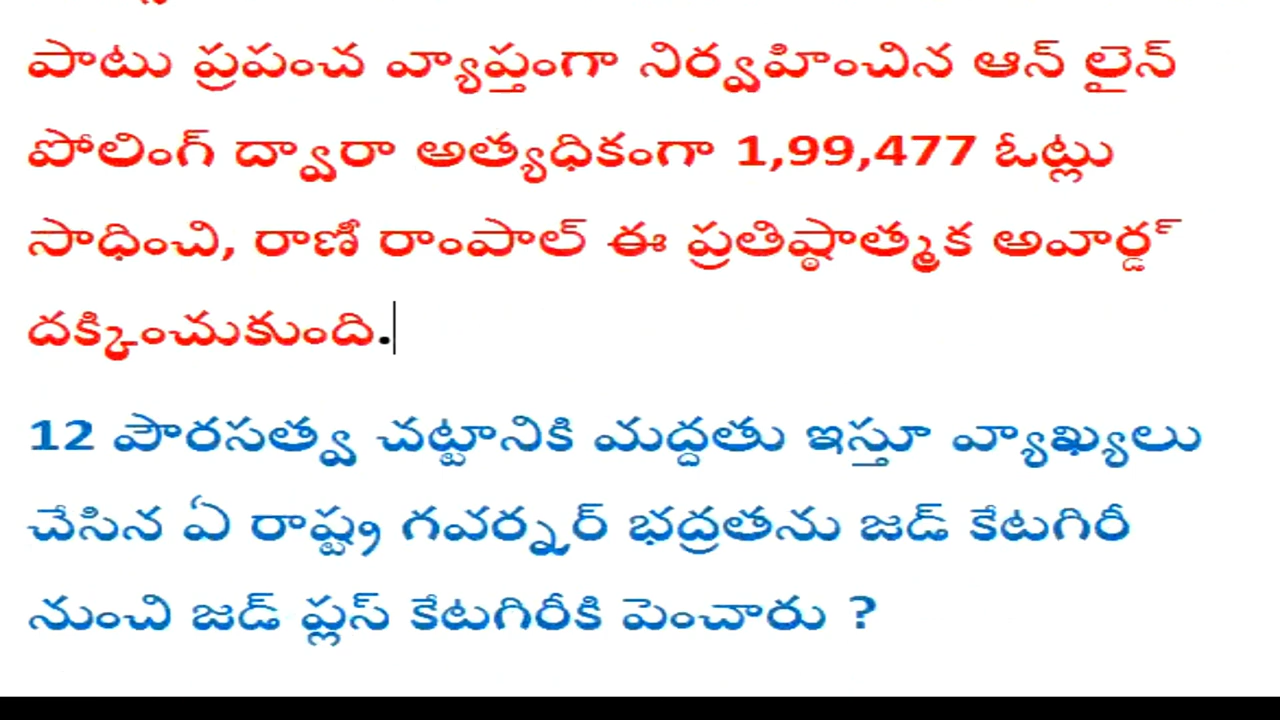 పాటు ప్రపంచ వ్యాప్తంగా నిర్వహించిన ఆన్ లైన్
పోలింగ్ ద్వారా అత్యధికంగా 1,99,477 ఓట్లు
సాధించి, రాణీ రాంపాల్ ఈ ప్రతిష్ఠాత్మక అవార్డ్
దక్కించుకుంది.
12 పౌరసత్వ చట్టానికి మద్దతు ఇస్తూ వ్యాఖ్యలు
చేసిన ఏ రాష్ట్ర గవర్నర్ భద్రతను జడ్ కేటగిరీ
నుంచి జడ్ ప్లస్ కేటగిరీకి పెంచారు ?